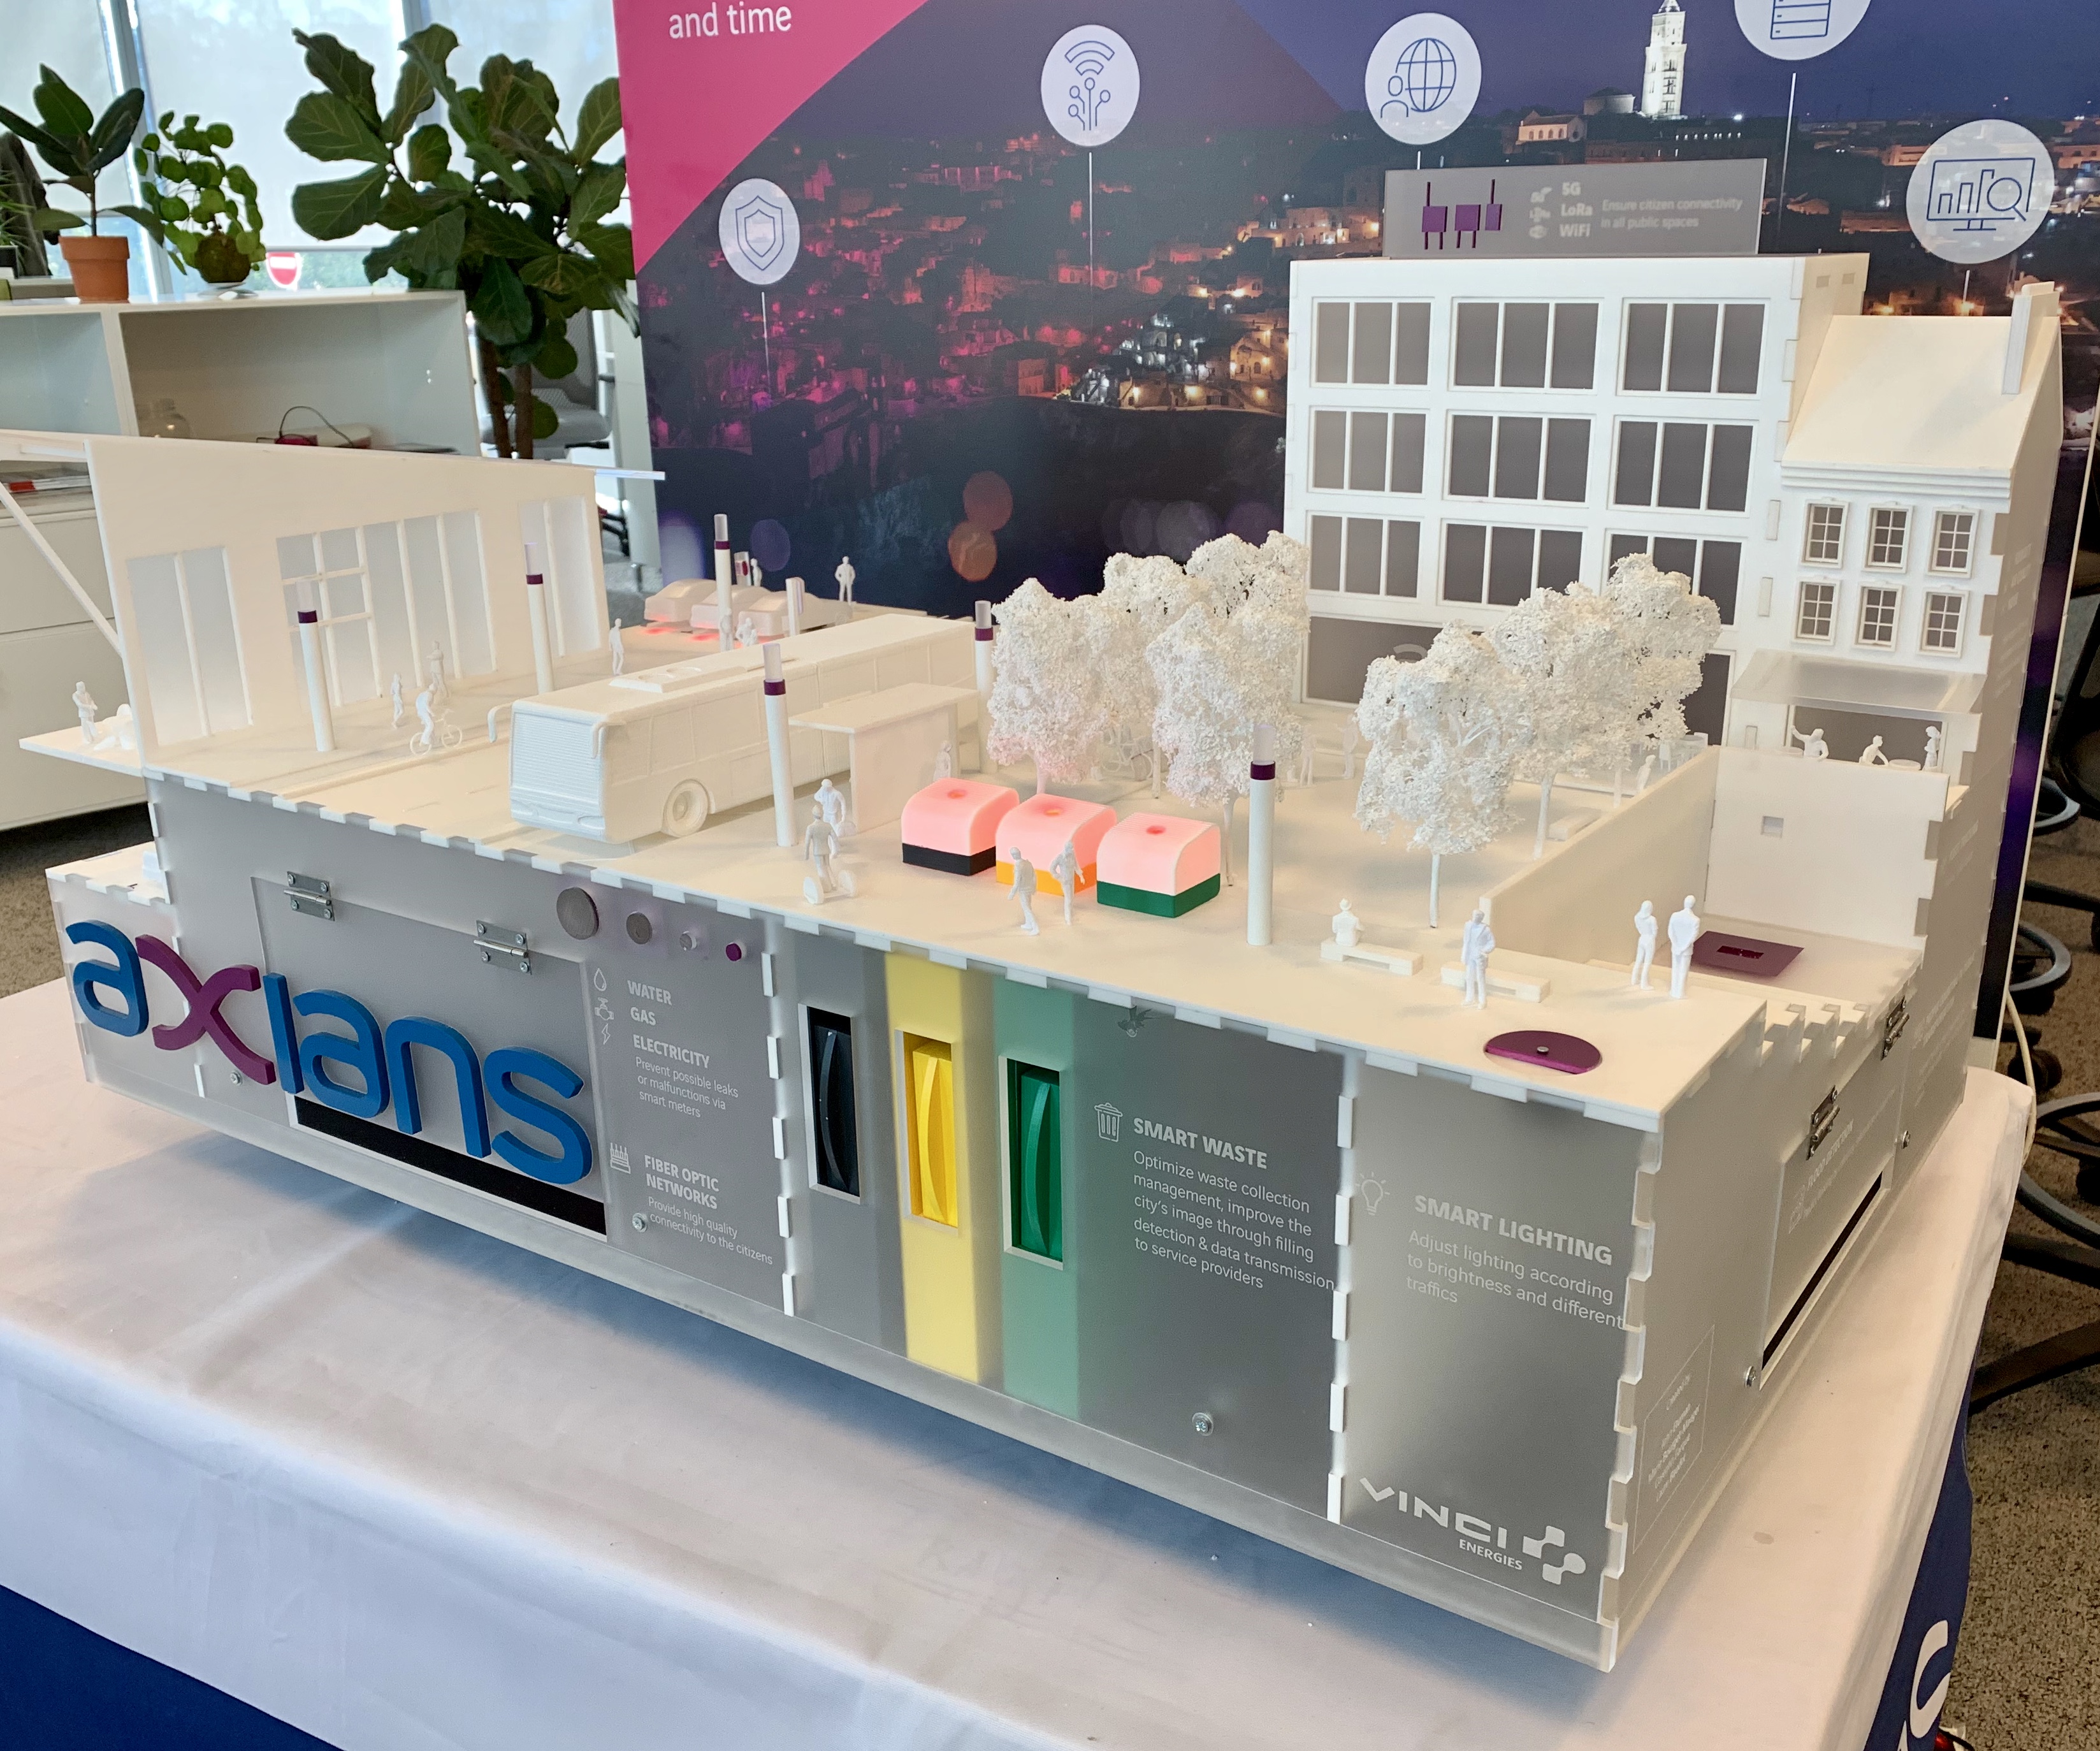 and time
5G
LoRa
WiFi
Ensure citizen connectivity
in all public spaces
axians
WATER
GAS
ELECTRICITY
Prevent possible leaks
or malfunctions via
smart meters
FIBER OPTIC
NETWORKS
Provide high quality
connectivity to the citizens
SMART WASTE
Optimize waste collection
management, improve the
city's image through filling
detection & data transmission
to service providers
SMART LIGHTING
Adjust lighting according
to brightness and different
traffics
VINCI
ENERGIES